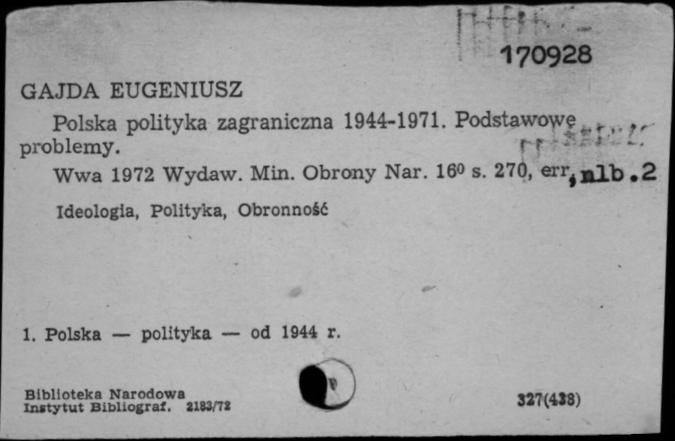 170928
GAJDA EUGENIUSZ
Polska polityka zagraniczna 1944-1971. Podstawowe
problemy.
Wwa 1972 Wydaw. Min. Obrony Nar. 16⁰ s. 270, err, nlb.2
Ideologia, Polityka, Obronność
1. Polska — polityka — od 1944 r.
Biblioteka Narodowa
Instytut Bibliograf. 2183/72
327(438)